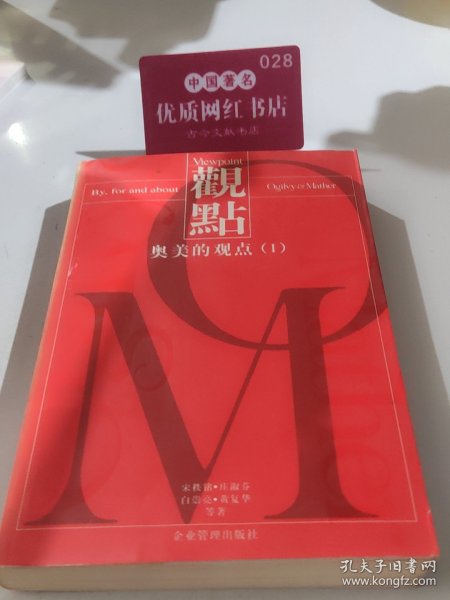 028
中国著名
优质网红书店
古今文献书店
Viewpoint
By, for and about
觀點
Ogilvy & Mather
奥美的观点(1)
O
M
宋秩铭·庄淑芬
白崇亮·黄复华
等著
企业管理出版社
孔夫子旧书网
www.kongfz.com